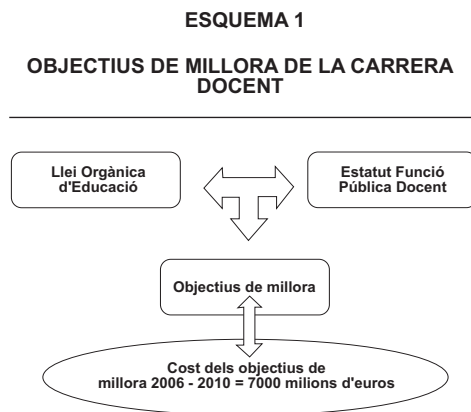 ESQUEMA 1
OBJECTIUS DE MILLORA DE LA CARRERA
DOCENT
Llei Orgànica
d'Educació
Estatut Funció
Pública Docent
Objectius de millora
Cost dels objectius de
millora 2006 - 2010 = 7000 milions d'euros